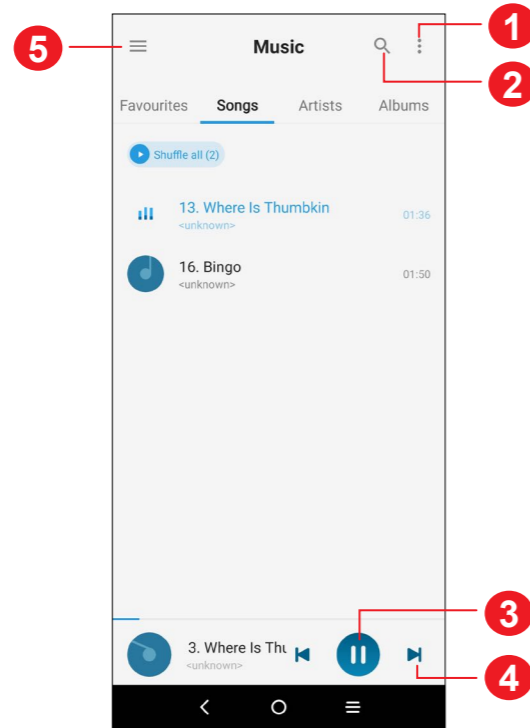 1
5
Music
2
Favourites Songs Artists Albums
Shuffle all (2)
13. Where Is Thumbkin
<unknown>
01:36
16. Bingo
<unknown>
01:50
3
3. Where Is Thu
<unknown>
4